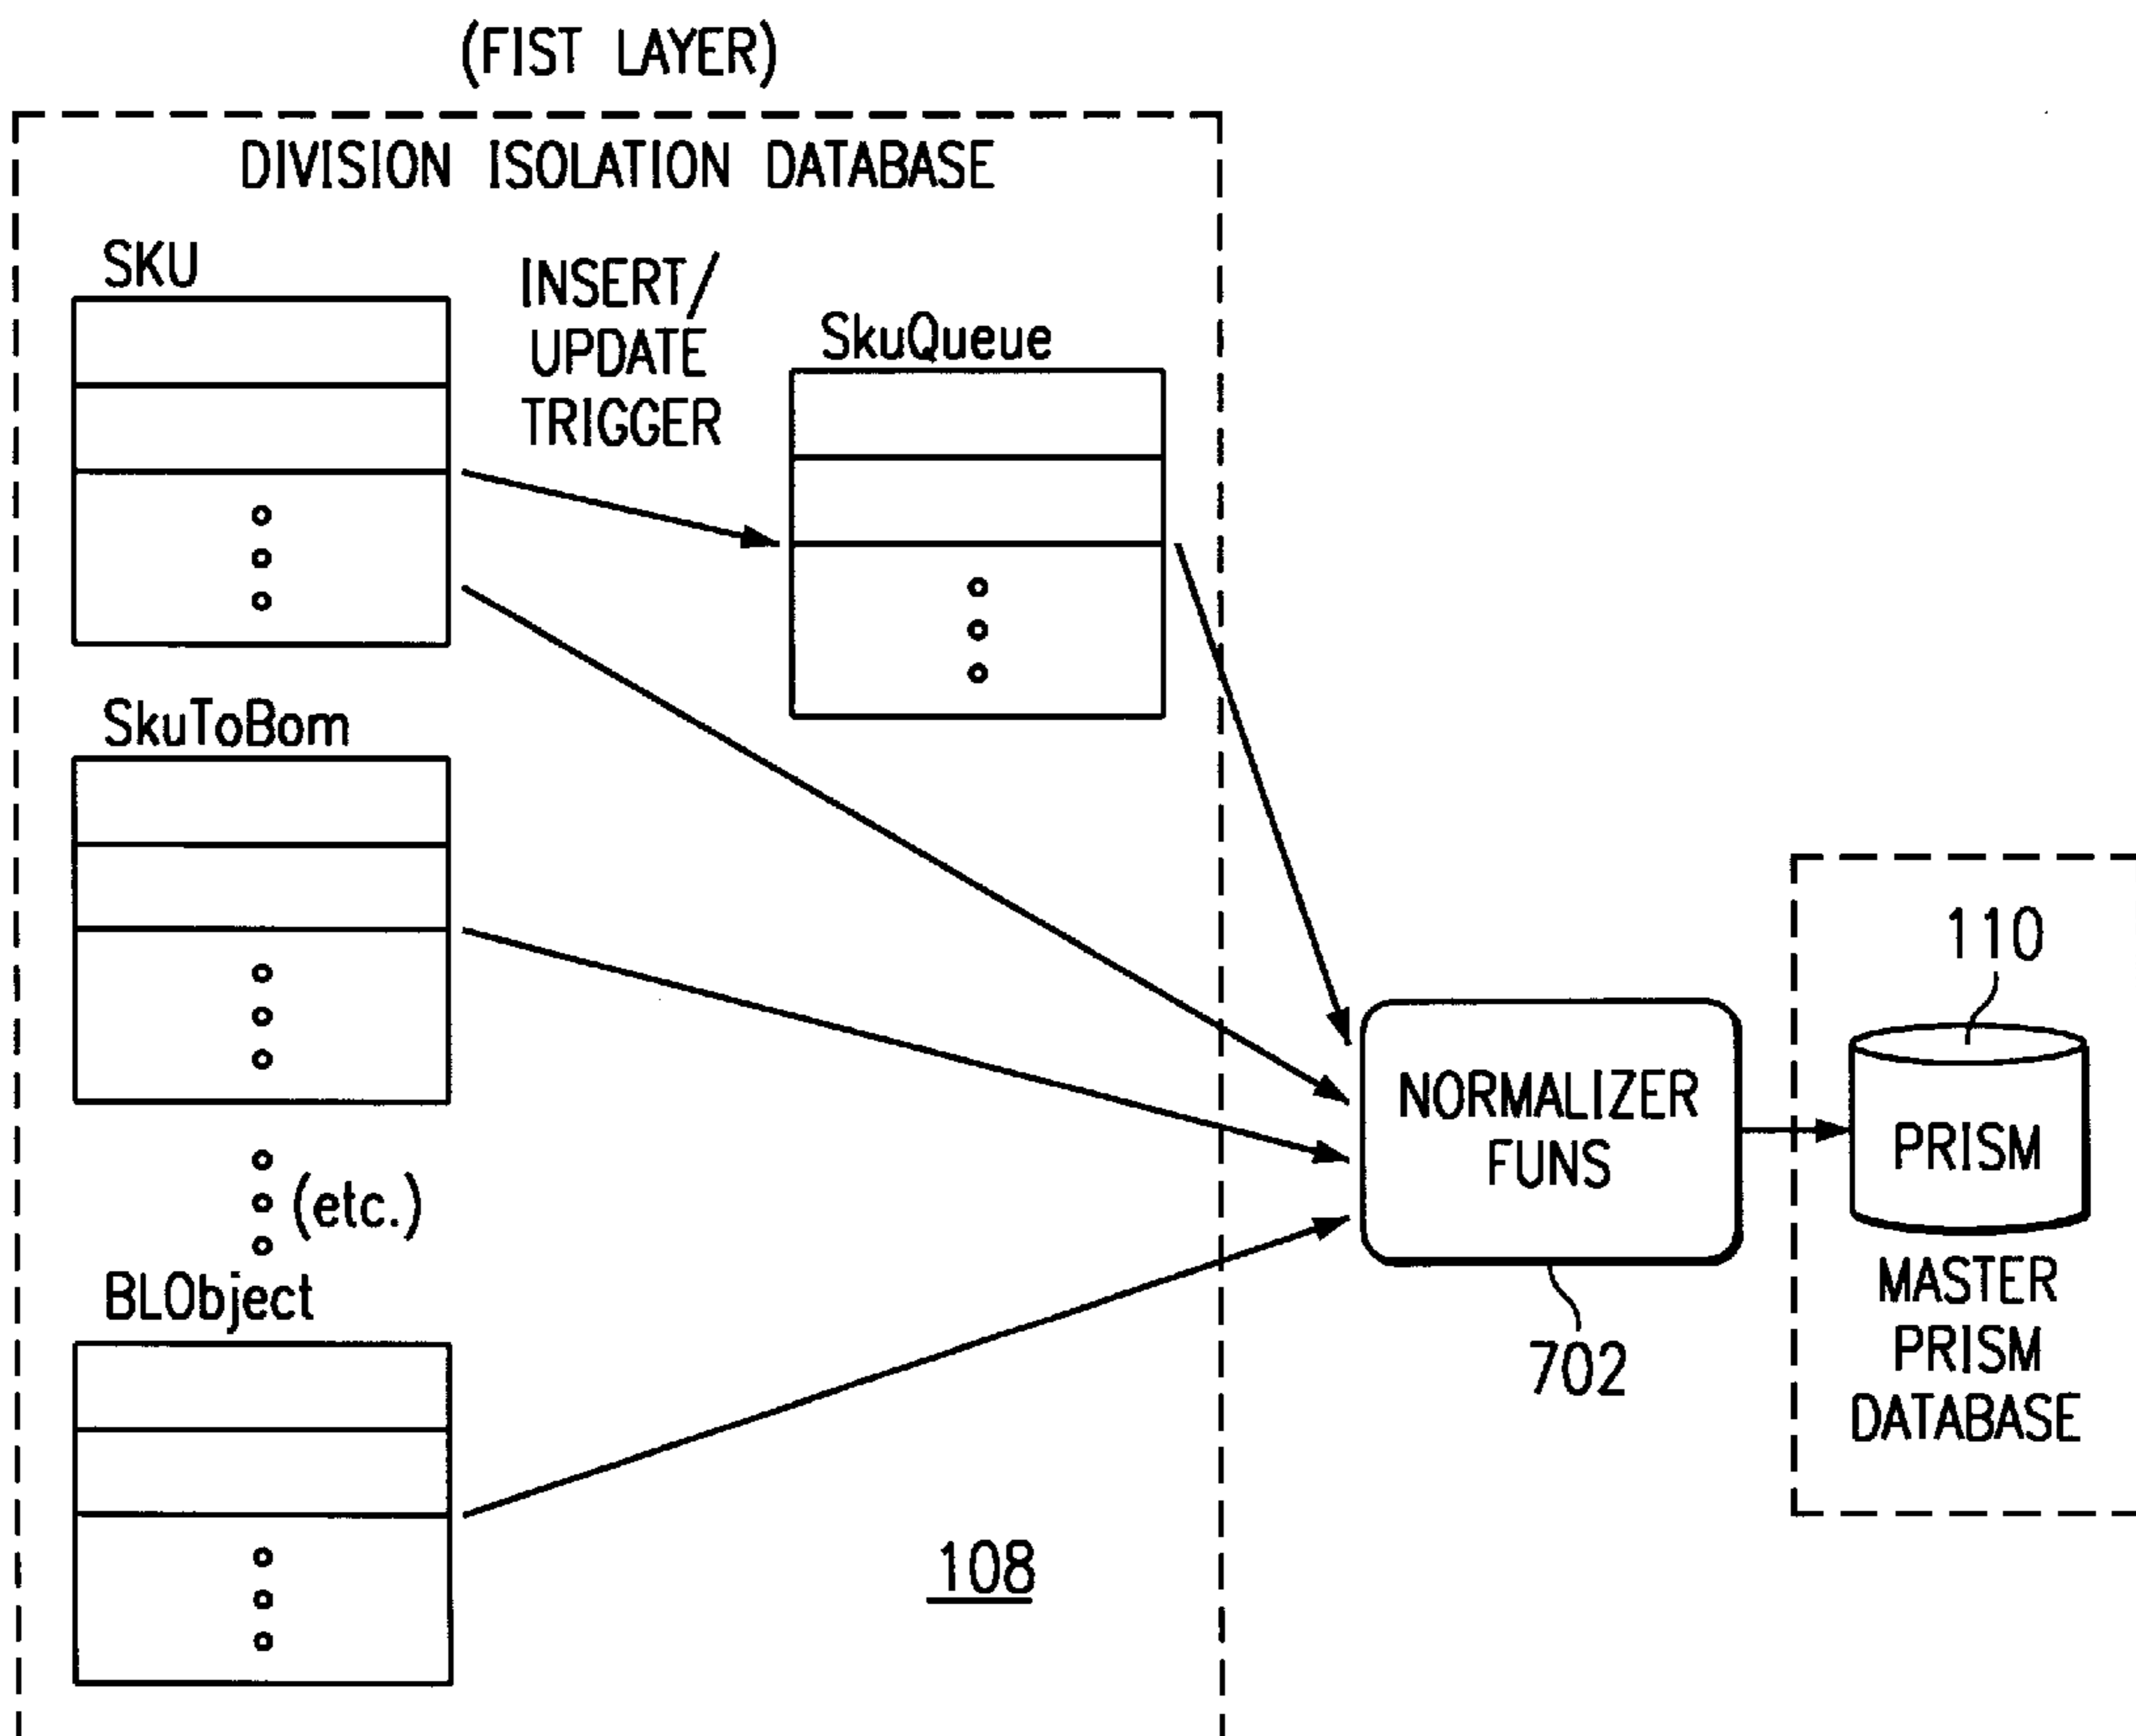 (FIST LAYER)
DIVISION ISOLATION DATABASE
SKU
INSERT/
UPDATE
TRIGGER
SkuQueue
SkuToBom
(etc.)
BLObject
108
NORMALIZER
FUNS
702
110
PRISM
MASTER
PRISM
DATABASE